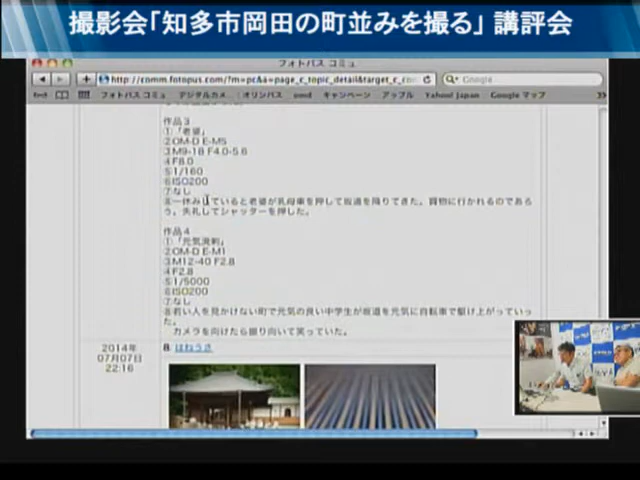 撮影会「知多市岡田の町並みを撮る」 講評会
フォトパス コミュ
http://comm.fotopus.com/?m=pc&a=page_c_topic_detail&target_c_co
Google
フォトパス コミュ デジタルカメ... オリンパス omd キャンペーン アップル Yahoo! Japan Google マップ
作品3
①「老婆」
②OM-D E-M5
③M9-18 F4.0-5.6
④F8.0
⑤1/160
⑥ISO200
⑦なし
⑧一休みしていると老婆が乳母車を押して坂道を降りてきた。買物に行かれるのであろ
う。失礼してシャッターを押した。
作品4
①「元気溌剌」
②OM-D E-M1
③M12-40 F2.8
④F2.8
⑤1/5000
⑥ISO200
⑦なし
⑧若い人を見かけない町で元気の良い中学生が坂道を元気に自転車で駆け上がっていっ
た。
カメラを向けたら振り向いて笑っていた。
2014年
07月07日
22:16
8. はねうさ